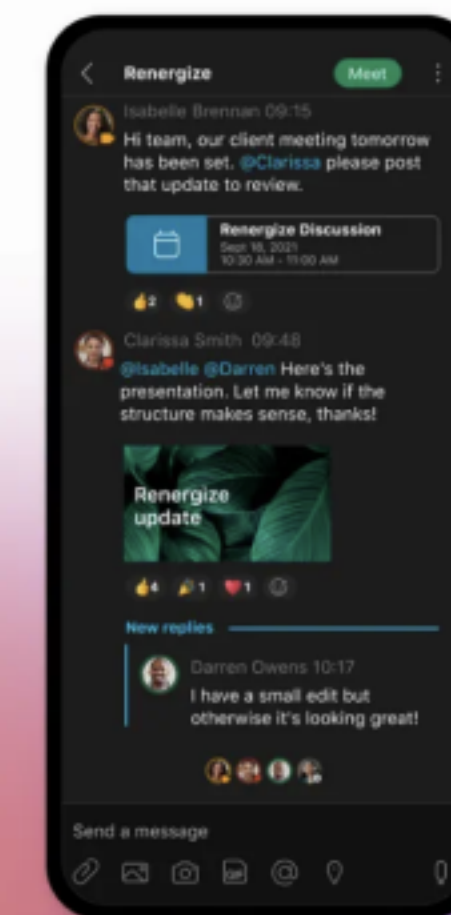 Renergize
Meet
Isabelle Brennan 09:15
Hi team, our client meeting tomorrow
has been set. @Clarissa please post
that update to review.
Renergize Discussion
Sept 18, 2021
10:30 AM - 11:00 AM
2
1
Clarissa Smith 09:48
@Isabelle @Darren Here's the
presentation. Let me know if the
structure makes sense, thanks!
Renergize
update
4
1
1
New replies
Darren Owens 10:17
I have a small edit but
otherwise it's looking great!
Send a message
GIF
@